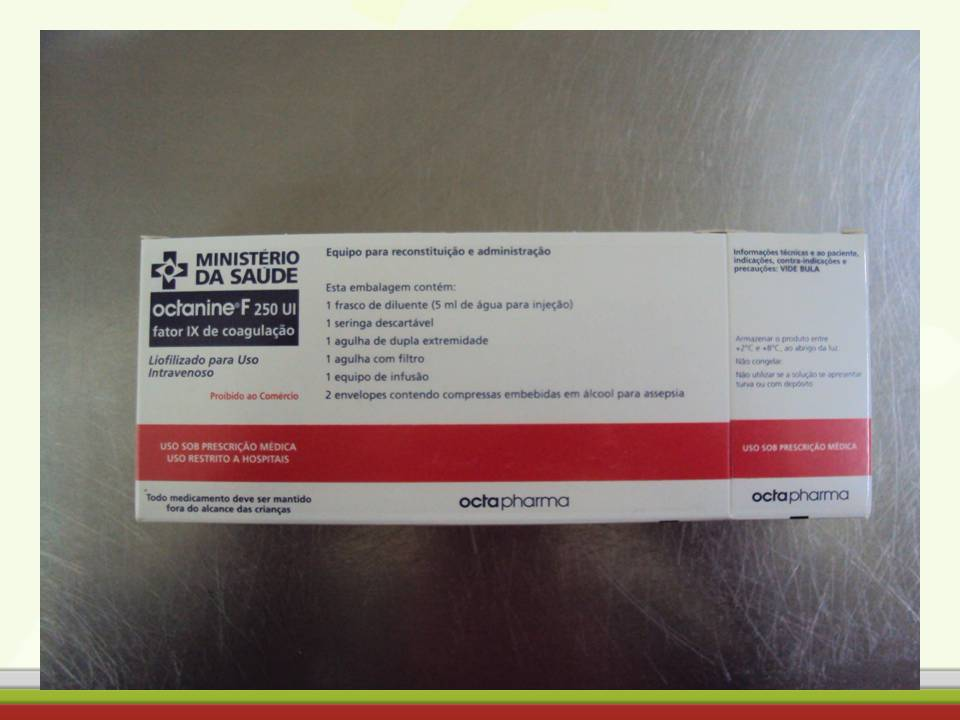 MINISTÉRIO
DA SAÚDE
octanine®F 250 UI
fator IX de coagulação
Liofilizado para Uso
Intravenoso
Proibido ao Comércio
Equipo para reconstituição e administração
Esta embalagem contém:
1 frasco de diluente (5 ml de água para injeção)
1 seringa descartável
1 agulha de dupla extremidade
1 agulha com filtro
1 equipo de infusão
2 envelopes contendo compressas embebidas em álcool para assepsia
USO SOB PRESCRIÇÃO MÉDICA
USO RESTRITO A HOSPITAIS
Todo medicamento deve ser mantido
fora do alcance das crianças
octapharma
Informações técnicas e ao paciente,
indicações, contra-indicações e
precauções: VIDE BULA
Armazenar o produto entre
+2°C e +8°C, ao abrigo da luz
Não congelar
Não utilizar se a solução se apresentar
turva ou com depósito
USO SOB PRESCRIÇÃO MÉDICA
octapharma